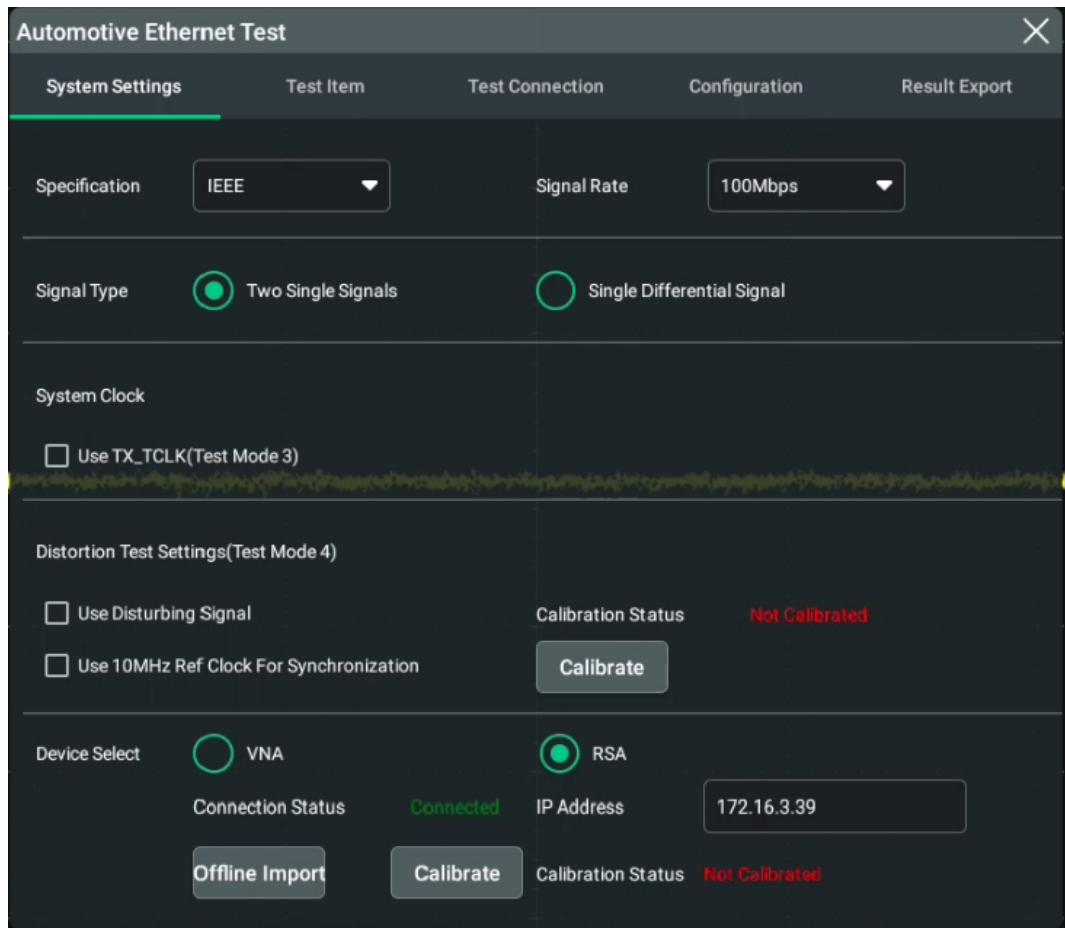 Automotive Ethernet Test
System Settings Test Item Test Connection Configuration Result Export
Specification IEEE Signal Rate 100Mbps
Signal Type Two Single Signals Single Differential Signal
System Clock
Use TX_TCLK(Test Mode 3)
Distortion Test Settings(Test Mode 4)
Use Disturbing Signal Calibration Status Not Calibrated
Use 10MHz Ref Clock For Synchronization Calibrate
Device Select VNA RSA
Connection Status Connected IP Address 172.16.3.39
Offline Import Calibrate Calibration Status Not Calibrated